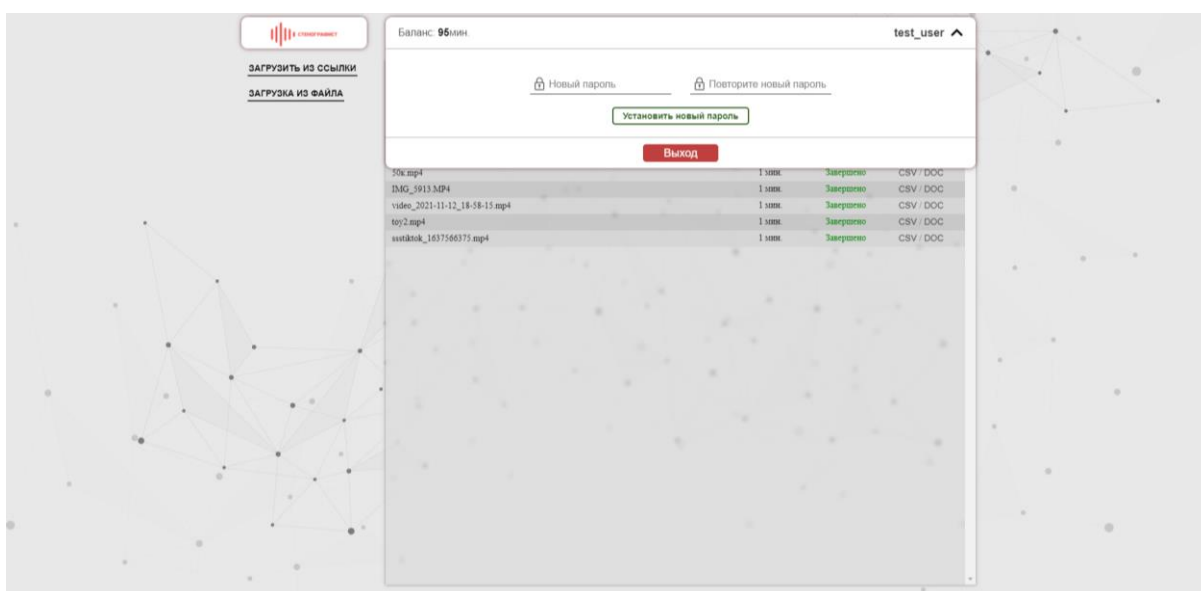 СТЕНОГРАФИСТ
Баланс: 95мин.
test_user
ЗАГРУЗИТЬ ИЗ ССЫЛКИ
ЗАГРУЗКА ИЗ ФАЙЛА
Новый пароль
Повторите новый пароль
Установить новый пароль
Выход
50к.mp4 1 мин. Завершено CSV / DOC
IMG_5913.MP4 1 мин. Завершено CSV / DOC
video_2021-11-12_18-58-15.mp4 1 мин. Завершено CSV / DOC
toy2.mp4 1 мин. Завершено CSV / DOC
ssstiktok_1637566375.mp4 1 мин. Завершено CSV / DOC